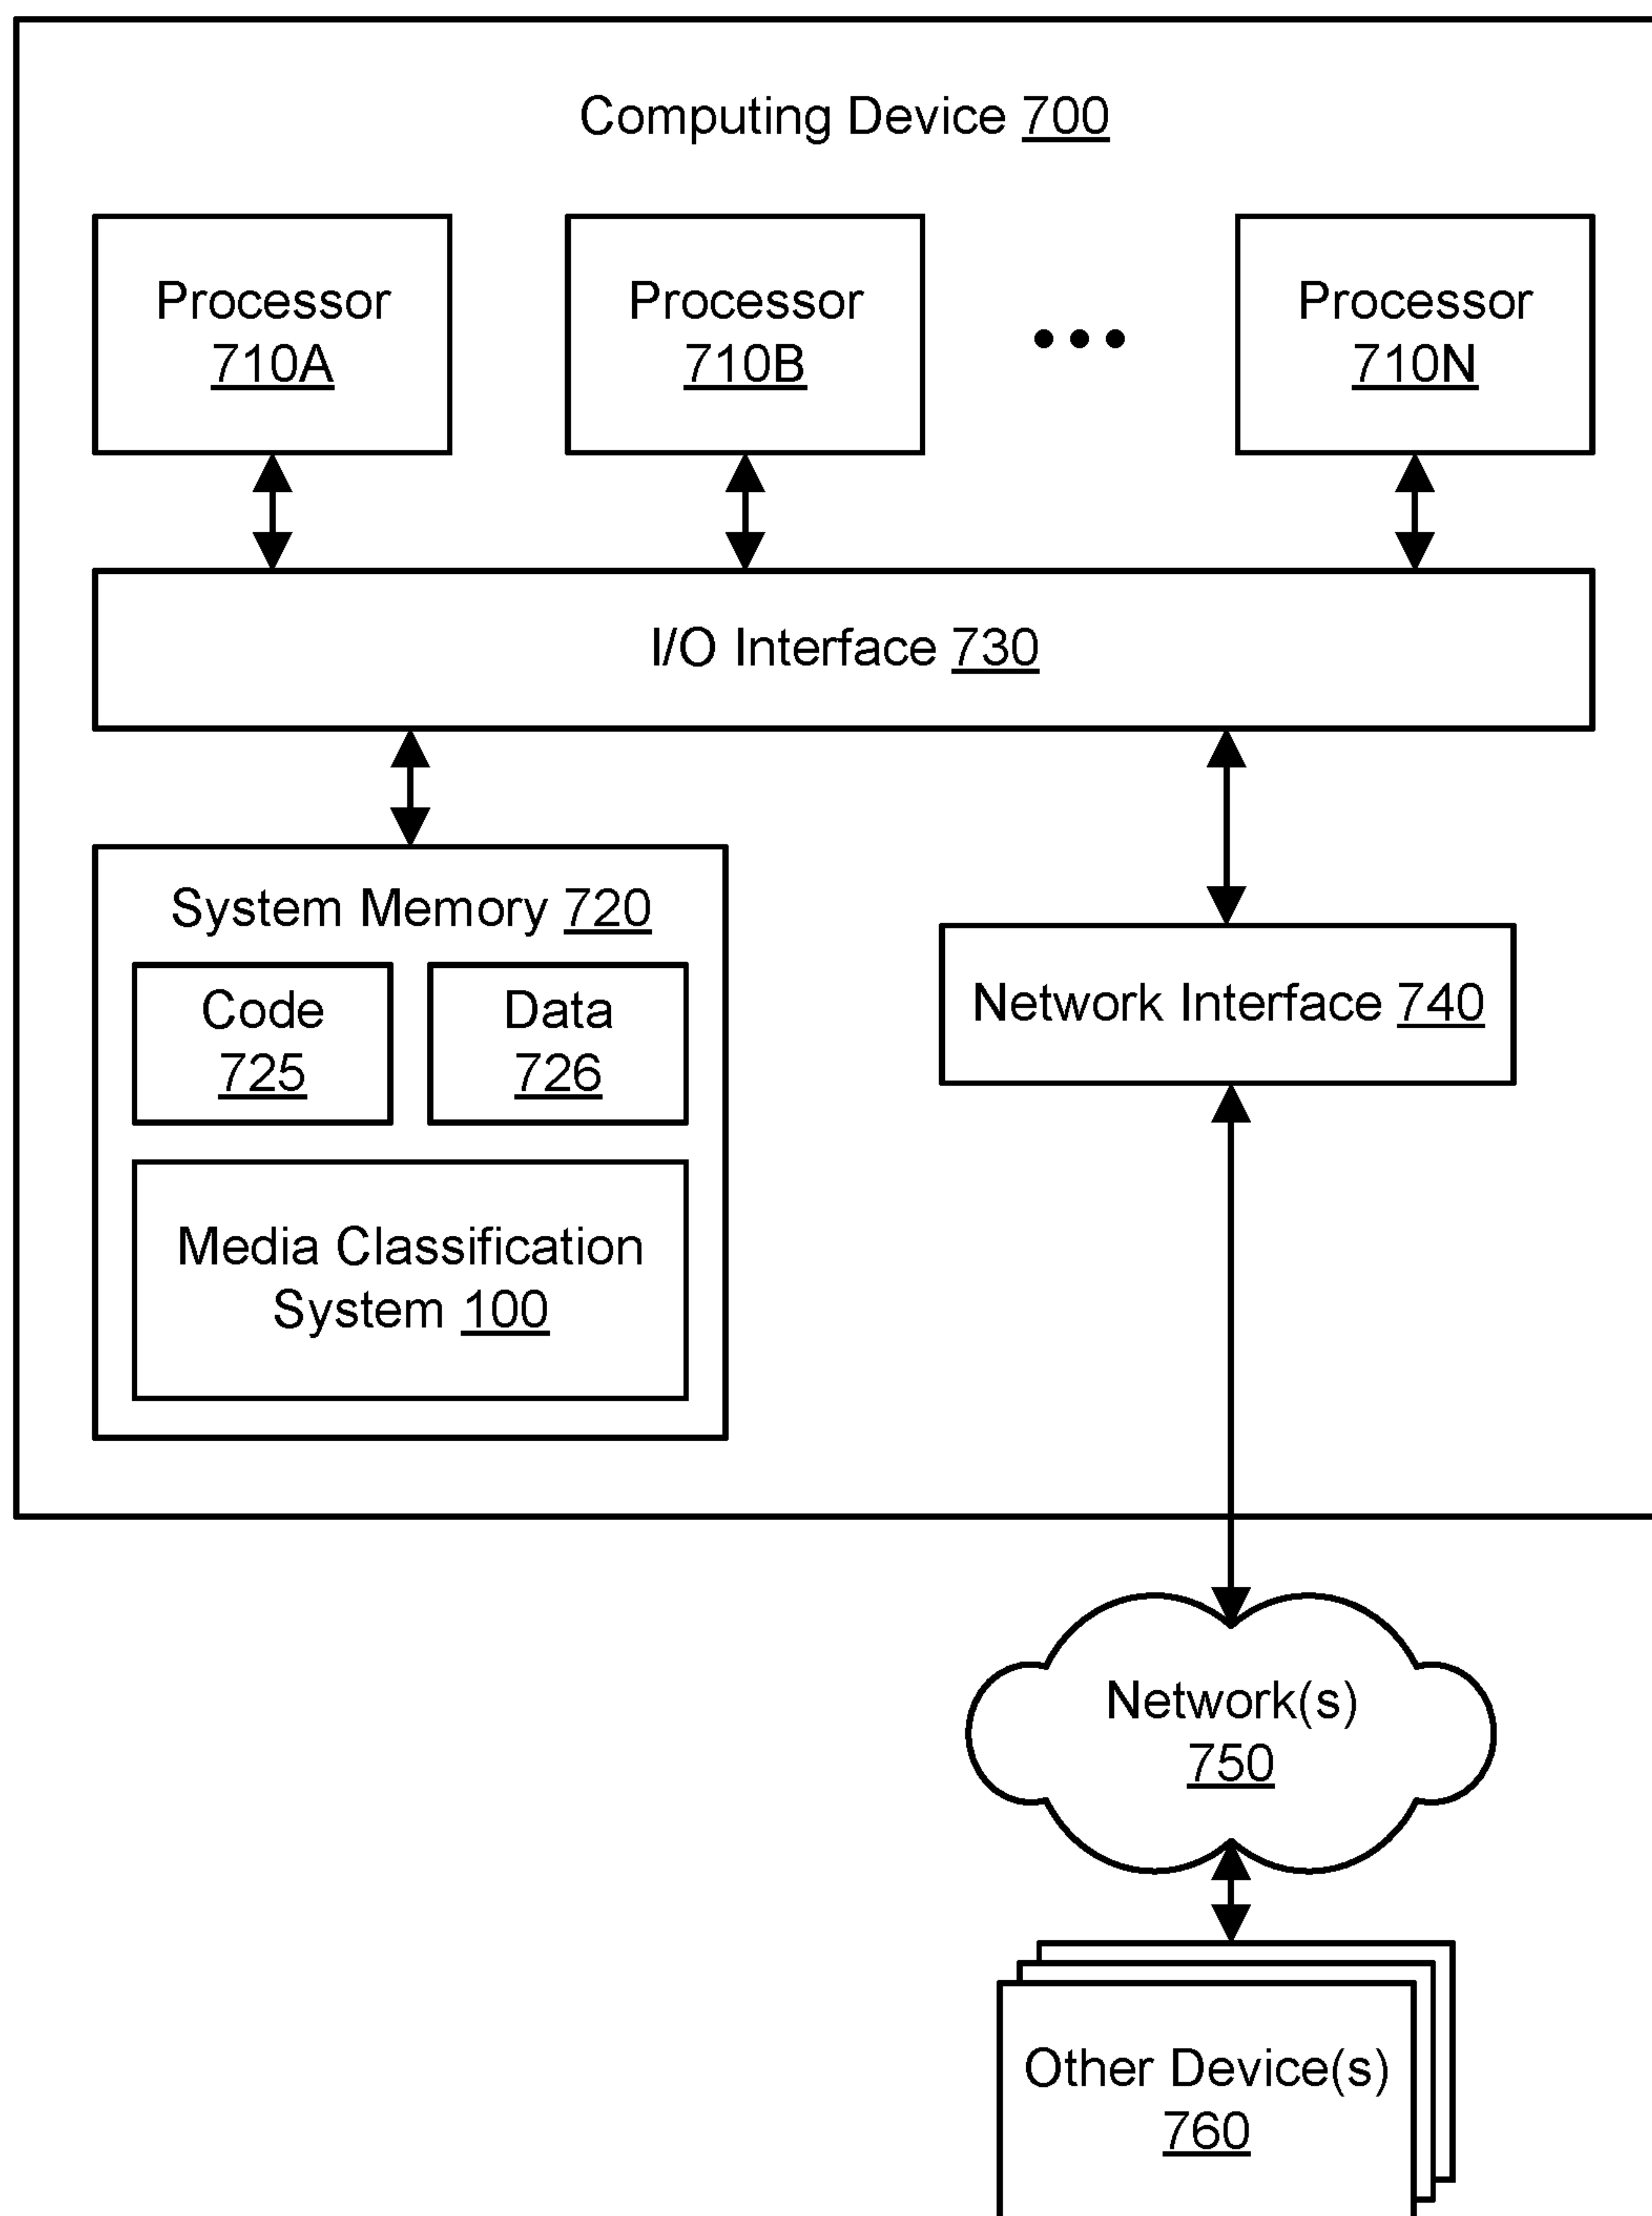 Computing Device 700
Processor
710A
Processor
710B
Processor
710N
I/O Interface 730
System Memory 720
Code
725
Data
726
Media Classification
System 100
Network Interface 740
Network(s)
750
Other Device(s)
760